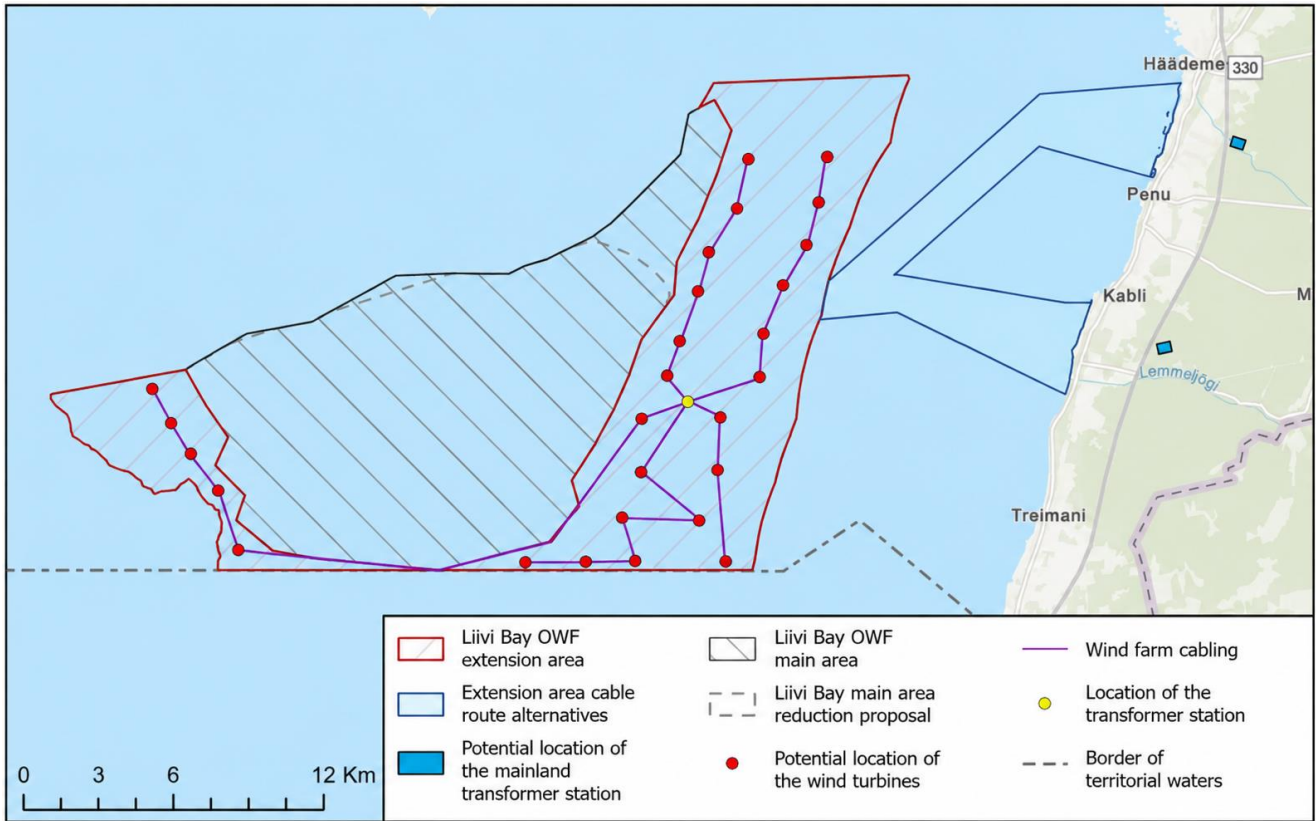 Häädeme
330
Penu
Kabli
M
Lemmeljõgi
Treimani
Liivi Bay OWF
extension area
Extension area cable
route alternatives
Potential location of
the mainland
transformer station
Liivi Bay OWF
main area
Liivi Bay main area
reduction proposal
Potential location of
the wind turbines
Wind farm cabling
Location of the
transformer station
Border of
territorial waters
0 3 6 12 Km